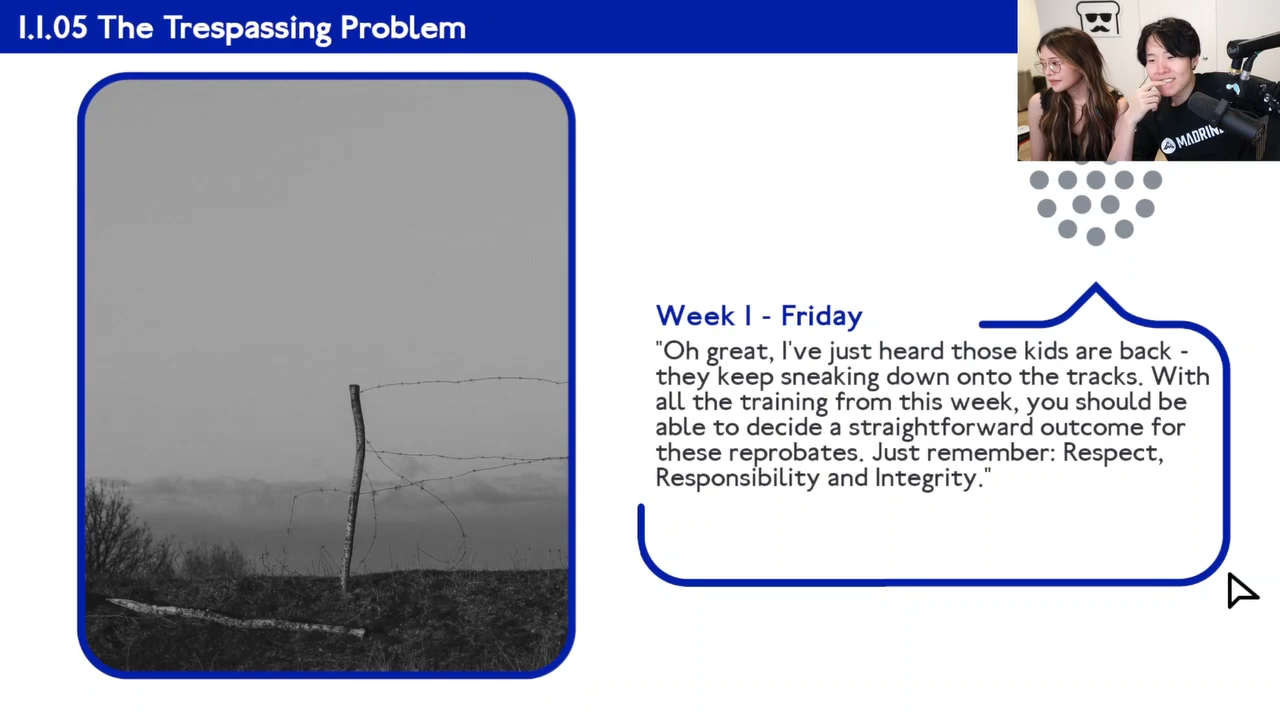 1.1.05 The Trespassing Problem
MADRIN
Week 1 - Friday
"Oh great, I've just heard those kids are back -
they keep sneaking down onto the tracks. With
all the training from this week, you should be
able to decide a straightforward outcome for
these reprobates. Just remember: Respect,
Responsibility and Integrity."